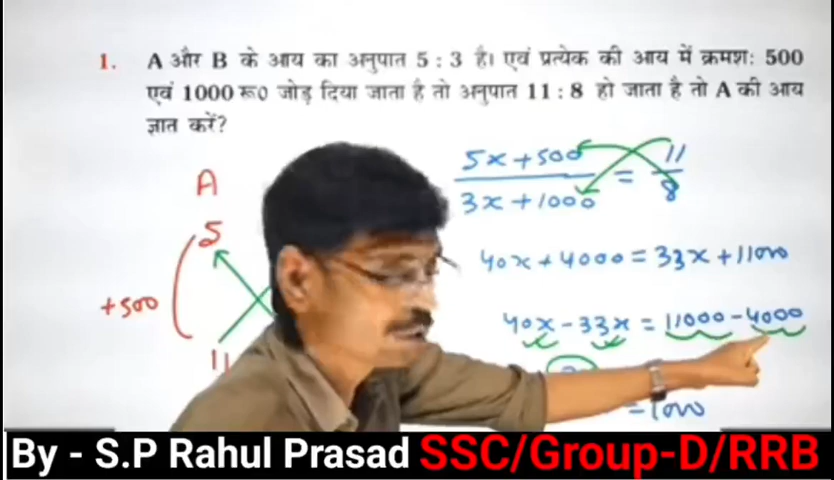 1. A और B के आय का अनुपात 5 : 3 है। एवं प्रत्येक की आय में क्रमश: 500
एवं 1000 रू0 जोड़ दिया जाता है तो अनुपात 11 : 8 हो जाता है तो A की आय
ज्ञात करें?
5x+500 / 3x+1000 = 11 / 8
40x+4000=33x+11000
40x-33x = 11000-4000
=1000
A
5
+500
11
By - S.P Rahul Prasad SSC/Group-D/RRB